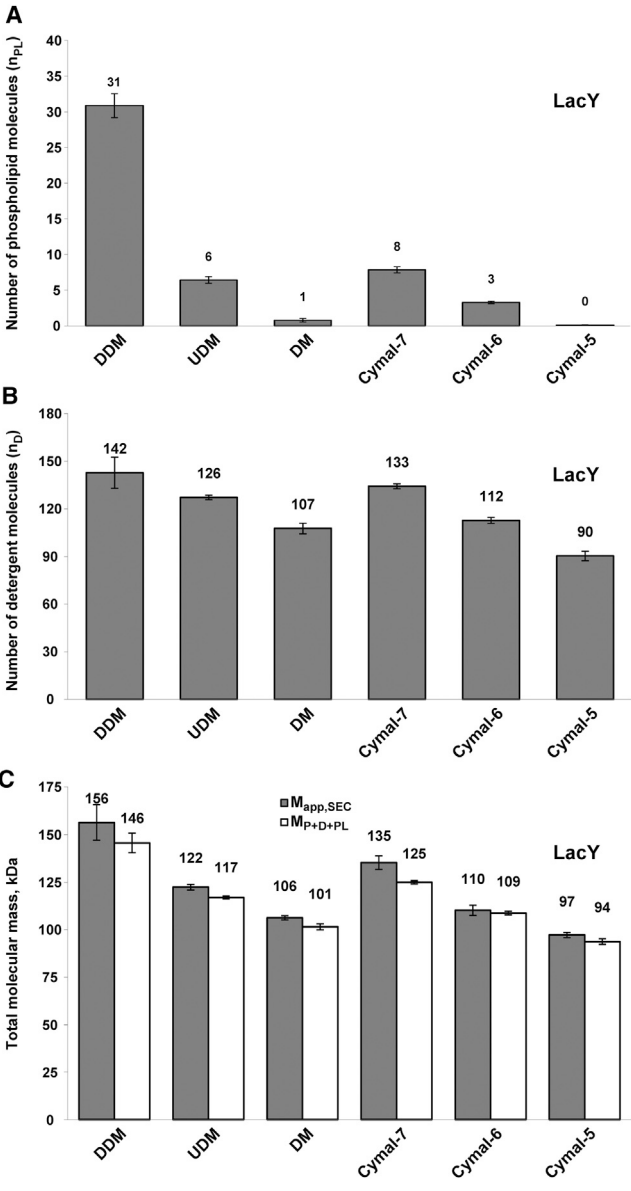 A
Number of phospholipid molecules (nPL)
40
35
30
25
20
15
10
5
0
31
6
1
8
3
0
LacY
DDM
UDM
DM
Cymal-7
Cymal-6
Cymal-5
B
Number of detergent molecules (nD)
180
150
120
90
60
30
0
142
126
107
133
112
90
LacY
DDM
UDM
DM
Cymal-7
Cymal-6
Cymal-5
C
Total molecular mass, kDa
175
150
125
100
75
50
25
0
Mapp,SEC
MP+D+PL
156
146
122
117
106
101
135
125
110
109
97
94
LacY
DDM
UDM
DM
Cymal-7
Cymal-6
Cymal-5